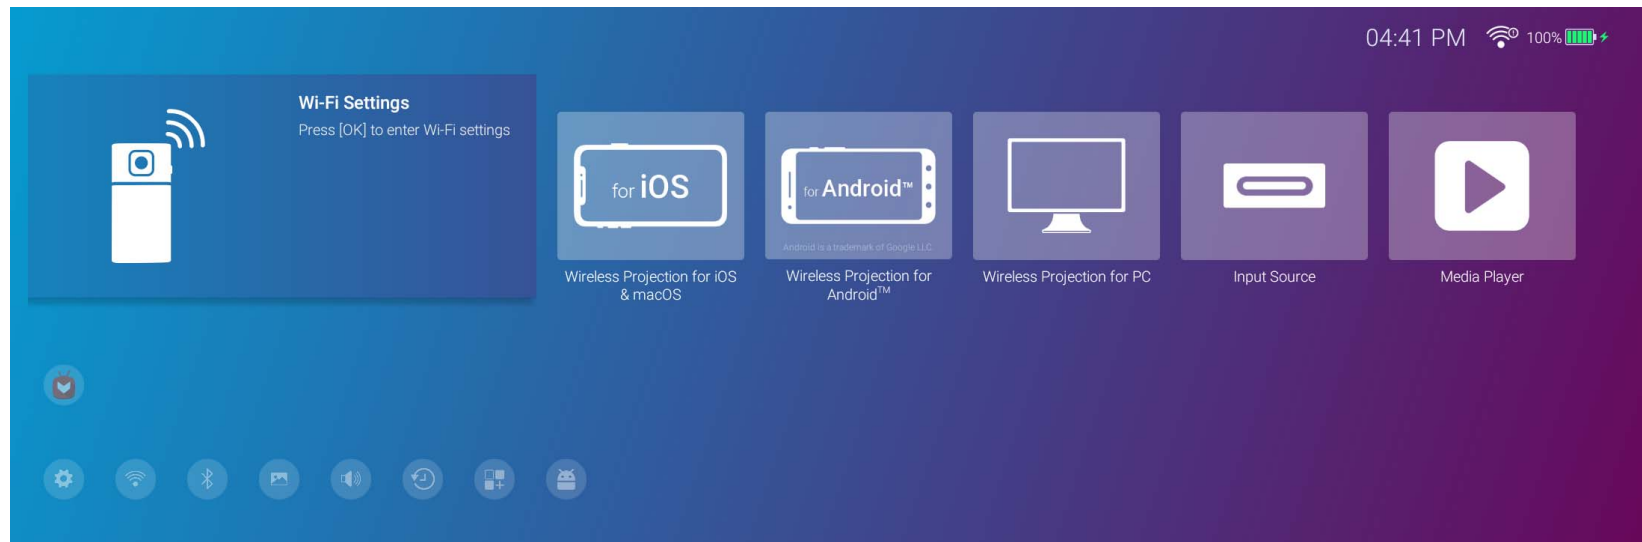 04:41 PM
100%
Wi-Fi Settings
Press [OK] to enter Wi-Fi settings
for iOS
for Android™
Android is a trademark of Google LLC.
Wireless Projection for iOS
& macOS
Wireless Projection for
Android™
Wireless Projection for PC
Input Source
Media Player